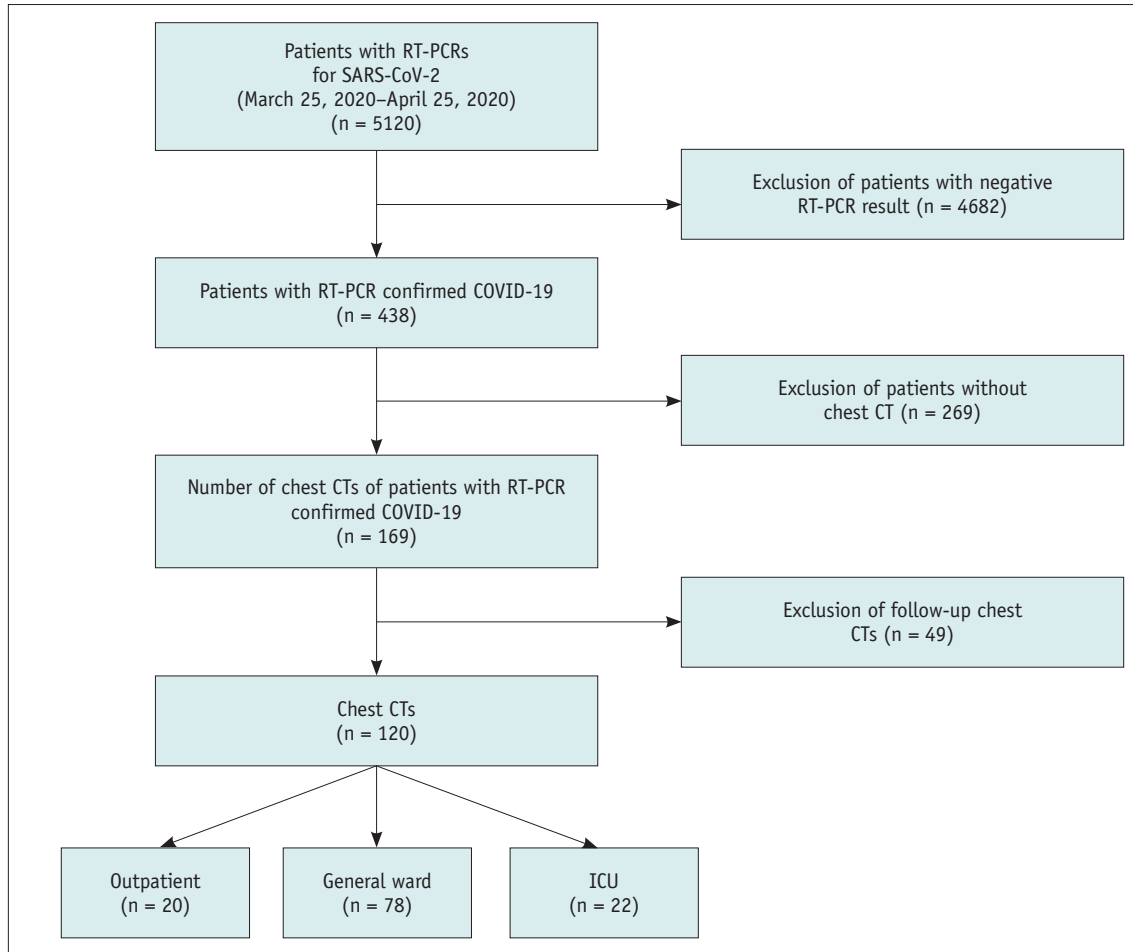 Patients with RT-PCRs
for SARS-CoV-2
(March 25, 2020–April 25, 2020)
(n = 5120)
Exclusion of patients with negative
RT-PCR result (n = 4682)
Patients with RT-PCR confirmed COVID-19
(n = 438)
Exclusion of patients without
chest CT (n = 269)
Number of chest CTs of patients with RT-PCR
confirmed COVID-19
(n = 169)
Exclusion of follow-up chest
CTs (n = 49)
Chest CTs
(n = 120)
Outpatient
(n = 20)
General ward
(n = 78)
ICU
(n = 22)